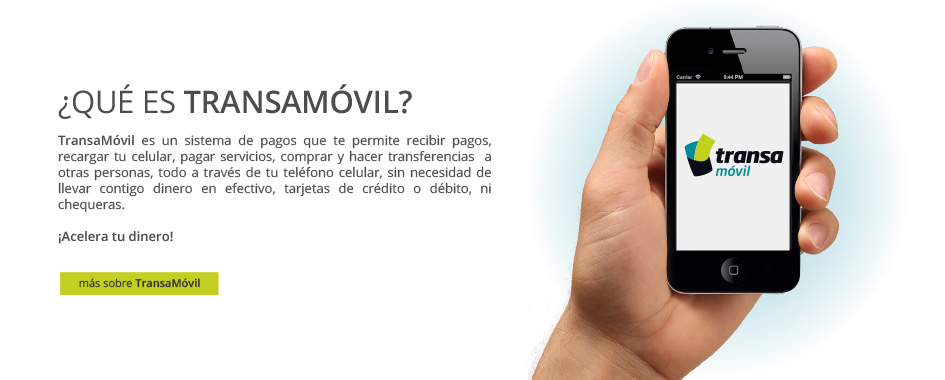 ¿QUÉ ES TRANSAMÓVIL?
TransaMóvil es un sistema de pagos que te permite recibir pagos,
recargar tu celular, pagar servicios, comprar y hacer transferencias a
otras personas, todo a través de tu teléfono celular, sin necesidad de
llevar contigo dinero en efectivo, tarjetas de crédito o débito, ni
chequeras.
¡Acelera tu dinero!
más sobre TransaMóvil
Carrier 9:44 PM
transa
móvil